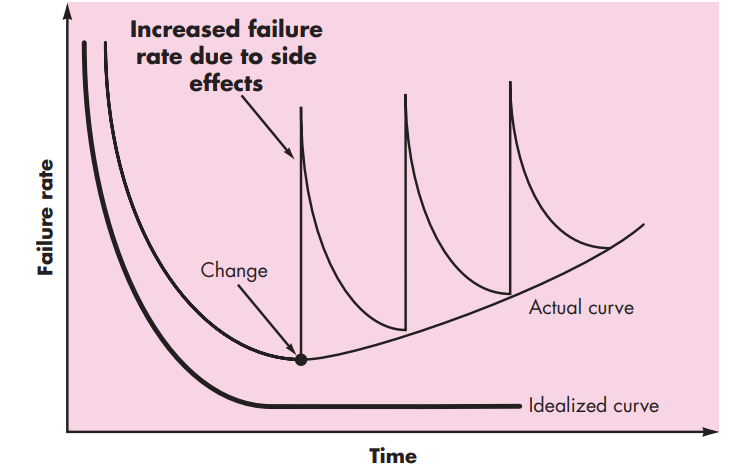 Increased failure
rate due to side
effects
Failure rate
Change
Actual curve
Idealized curve
Time